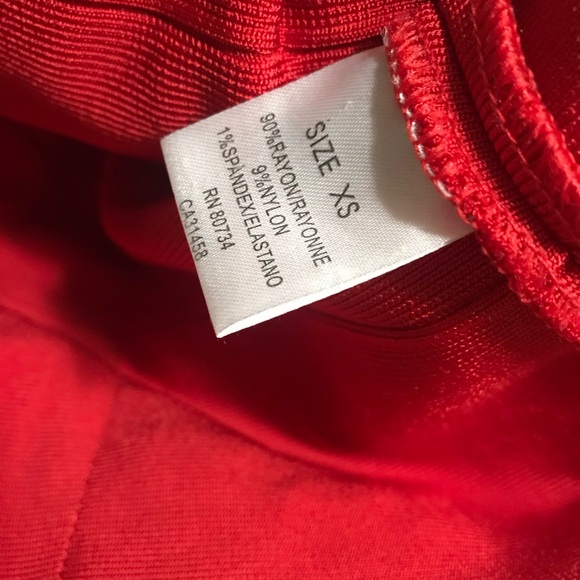 SIZE XS
90%RAYON/RAYONNE
9%NYLON
1%SPANDEX/ELASTANO
RN 80734
CA31458